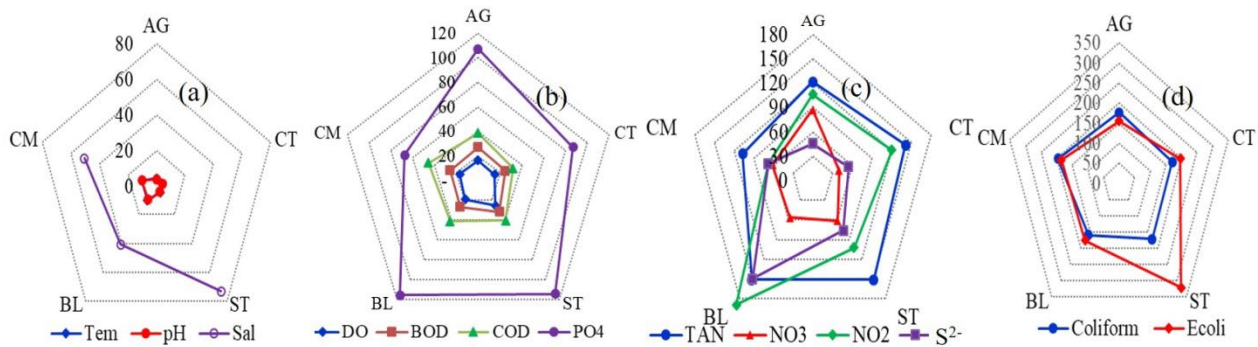 AG
80
60
40
20
0
(a)
CM
CT
BL
ST
Tem pH Sal
AG
120
100
80
60
40
20
-
(b)
CM
CT
BL
ST
DO BOD COD PO4
AG
180
150
120
90
60
30
0
(c)
CM
CT
BL
ST
TAN NO3 NO2 S²⁻
AG
350
300
250
200
150
100
50
0
(d)
CM
CT
BL
ST
Coliform Ecoli